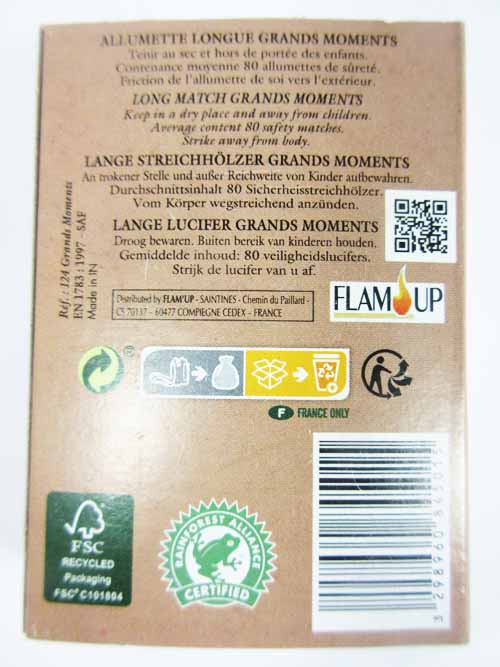 ALLUMETTE LONGUE GRANDS MOMENTS
Tenir au sec et hors de portée des enfants.
Contenance moyenne 80 allumettes de sûreté.
Friction de l'allumette de soi vers l'extérieur.
LONG MATCH GRANDS MOMENTS
Keep in a dry place and away from children.
Average content 80 safety matches.
Strike away from body.
LANGE STREICHHÖLZER GRANDS MOMENTS
An trokener Stelle und außer Reichweite von Kinder aufbewahren.
Durchschnittsinhalt 80 Sicherheisstreichhölzer.
Vom Körper wegstreichend anzünden.
LANGE LUCIFER GRANDS MOMENTS
Droog bewaren. Buiten bereik van kinderen houden.
Gemiddelde inhoud: 80 veiligheidslucifers.
Strijk de lucifer van u af.
Réf. : 124 Grands Moments
EN 1783 : 1997 - SAF
Made in IN
Distributed by FLAM'UP - SAINTINES - Chemin du Paillard -
CS 70137 - 60477 COMPIEGNE CEDEX - FRANCE
FLAM UP
F FRANCE ONLY
FSC
RECYCLED
Packaging
FSC® C101804
RAINFOREST ALLIANCE
CERTIFIED